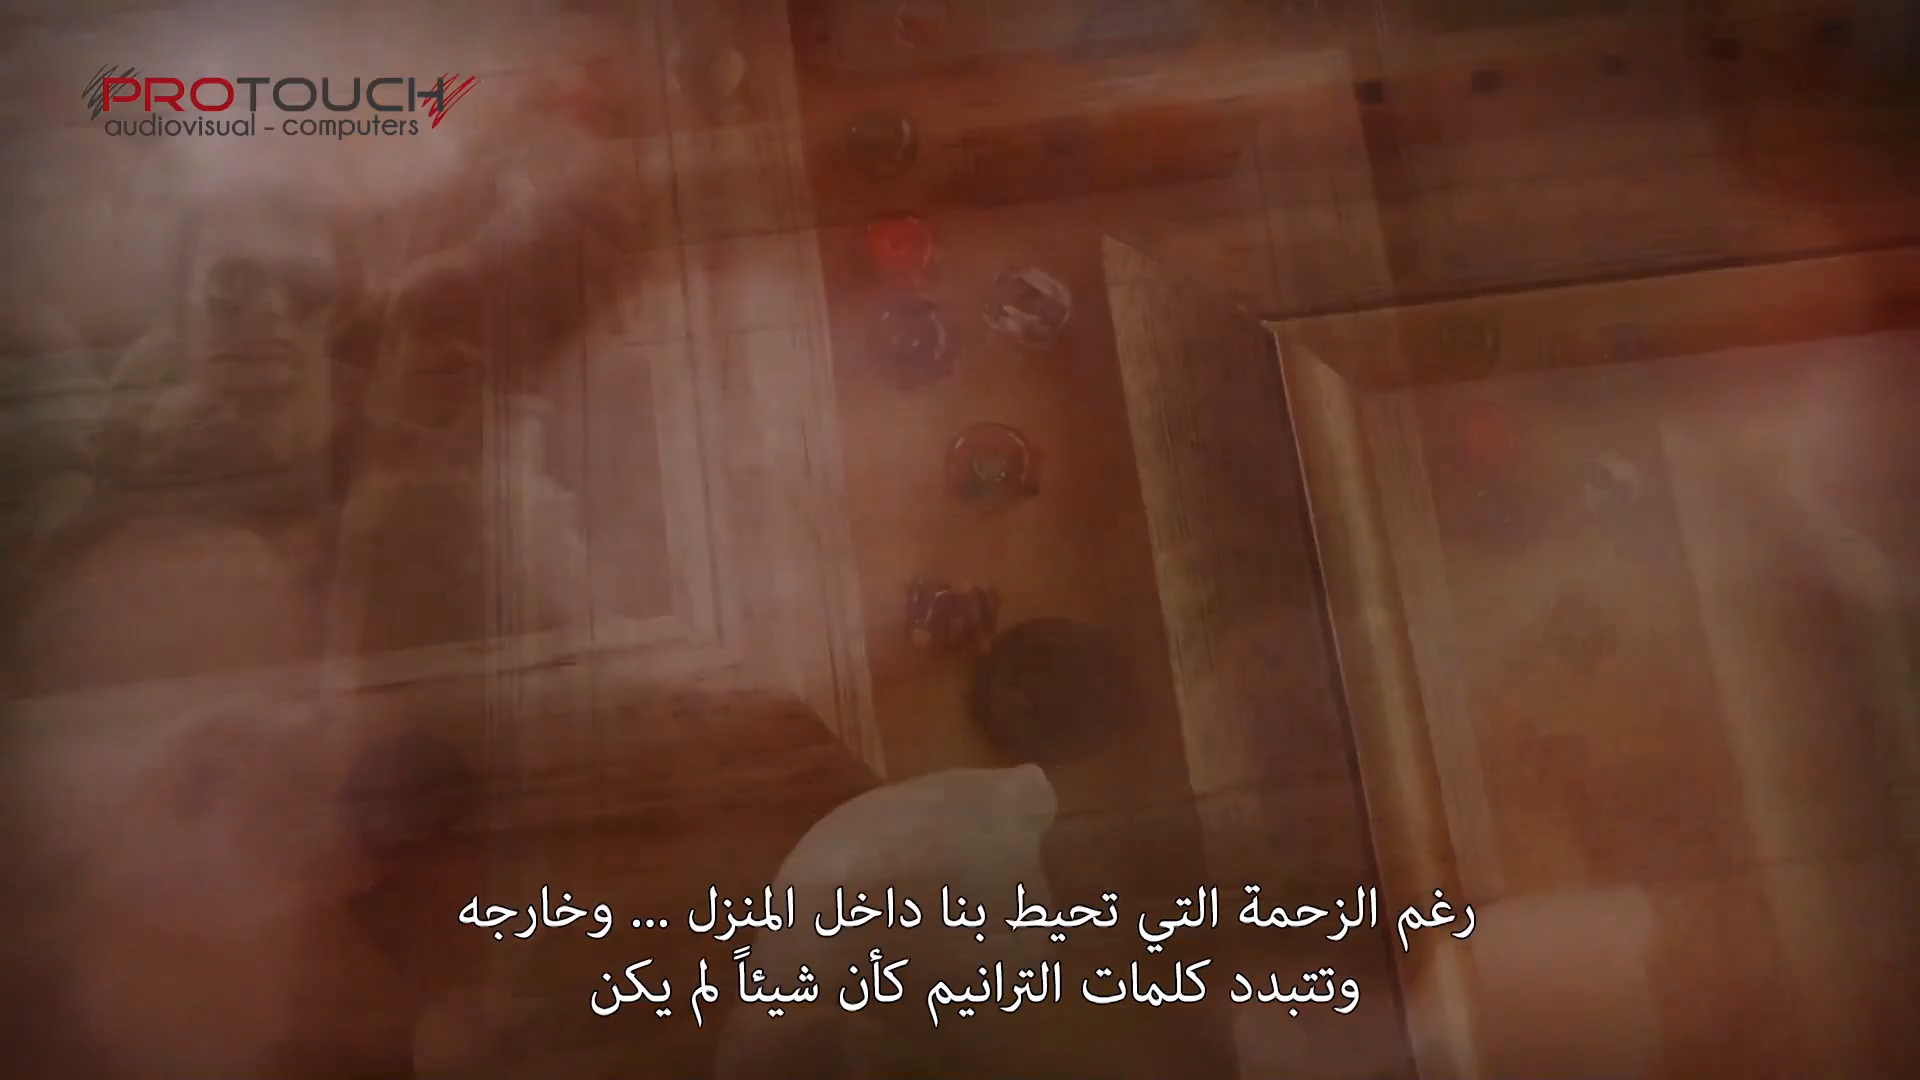 PROTOUCH
audiovisual - computers
رغم الزحمة التي تحيط بنا داخل المنزل ... وخارجه
وتتبدد كلمات الترانيم كأن شيئاً لم يكن